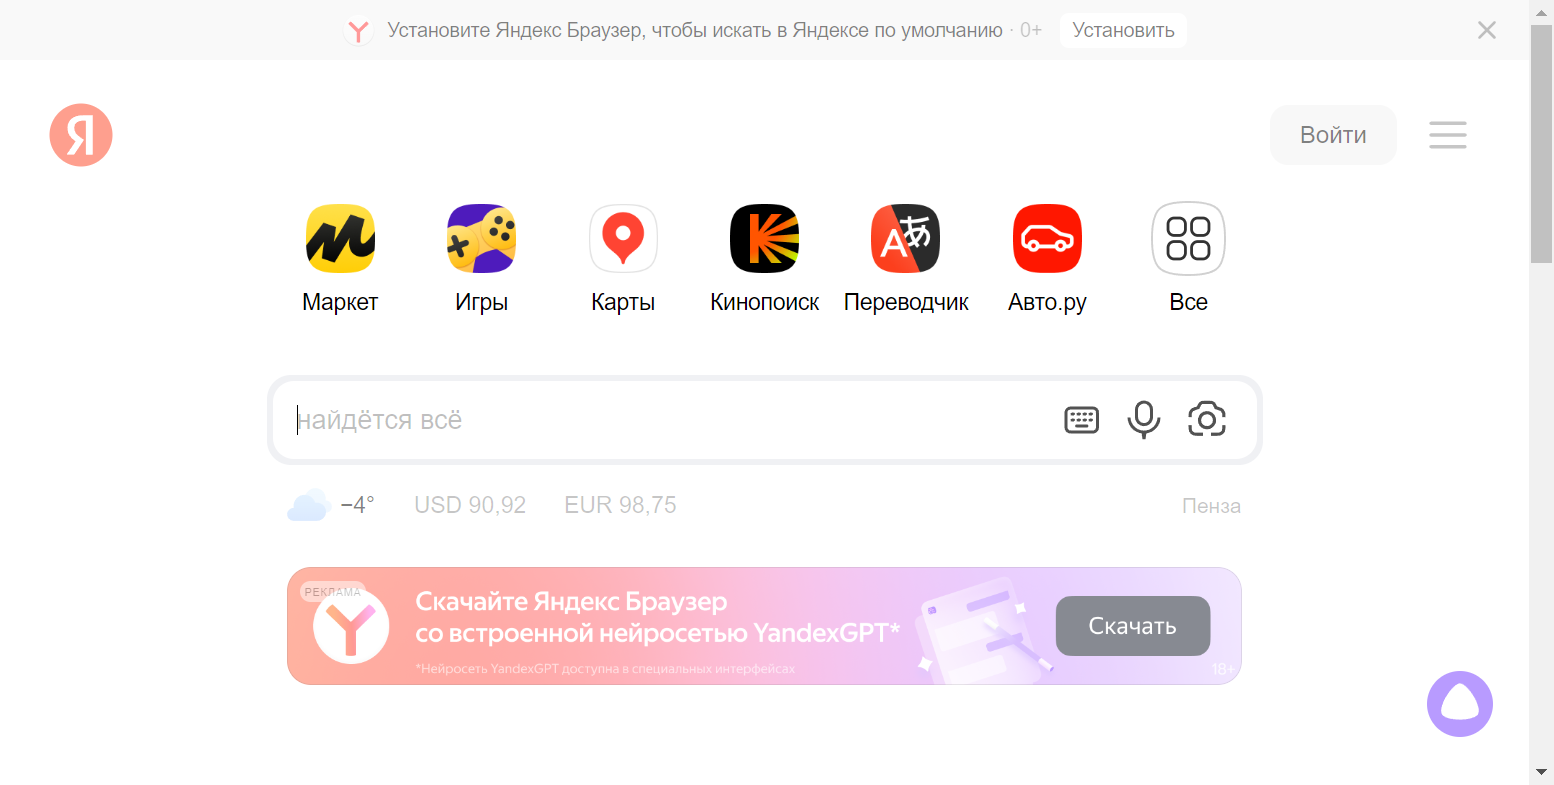 Установите Яндекс Браузер, чтобы искать в Яндексе по умолчанию · 0+ Установить
Я
Войти
Маркет Игры Карты Кинопоиск Переводчик Авто.ру Все
найдётся всё
−4° USD 90,92 EUR 98,75 Пенза
РЕКЛАМА
Скачайте Яндекс Браузер
со встроенной нейросетью YandexGPT*
*Нейросеть YandexGPT доступна в специальных интерфейсах
Скачать
18+